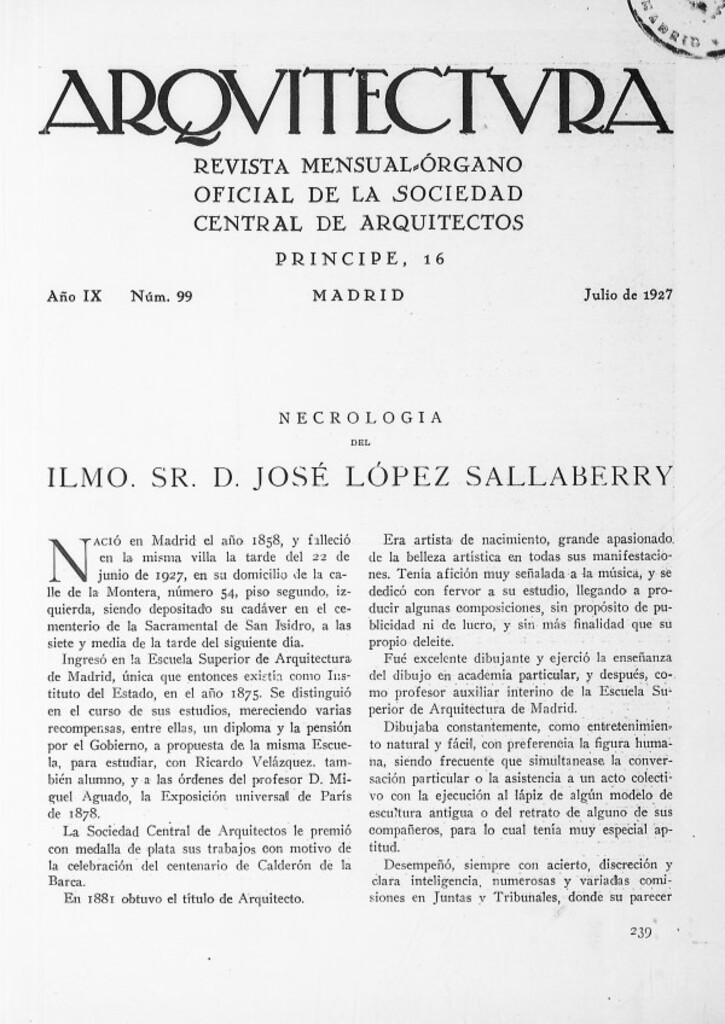 MADRID
ARQVITECTVRA
REVISTA MENSUAL-ÓRGANO
OFICIAL DE LA SOCIEDAD
CENTRAL DE ARQUITECTOS
PRINCIPE, 16
Año IX Núm. 99 MADRID Julio de 1927
NECROLOGIA
DEL
ILMO. SR. D. JOSÉ LÓPEZ SALLABERRY
NACIÓ en Madrid el año 1858, y falleció
en la misma villa la tarde del 22 de
junio de 1927, en su domicilio de la ca-
lle de la Montera, número 54, piso segundo, iz-
quierda, siendo depositado su cadáver en el ce-
menterio de la Sacramental de San Isidro, a las
siete y media de la tarde del siguiente día.
Ingresó en la Escuela Superior de Arquitectura
de Madrid, única que entonces existía como Ins-
tituto del Estado, en el año 1875. Se distinguió
en el curso de sus estudios, mereciendo varias
recompensas, entre ellas, un diploma y la pensión
por el Gobierno, a propuesta de la misma Escue-
la, para estudiar, con Ricardo Velázquez. tam-
bién alumno, y a las órdenes del profesor D. Mi-
guel Aguado, la Exposición universal de París
de 1878.
La Sociedad Central de Arquitectos le premió
con medalla de plata sus trabajos con motivo de
la celebración del centenario de Calderón de la
Barca.
En 1881 obtuvo el título de Arquitecto.
Era artista de nacimiento, grande apasionado
de la belleza artística en todas sus manifestacio-
nes. Tenía afición muy señalada a la música, y se
dedicó con fervor a su estudio, llegando a pro-
ducir algunas composiciones, sin propósito de pu-
blicidad ni de lucro, y sin más finalidad que su
propio deleite.
Fué excelente dibujante y ejerció la enseñanza
del dibujo en academia particular, y después, co-
mo profesor auxiliar interino de la Escuela Su-
perior de Arquitectura de Madrid.
Dibujaba constantemente, como entretenimien-
to natural y fácil, con preferencia la figura huma-
na, siendo frecuente que simultanease la conver-
sación particular o la asistencia a un acto colecti-
vo con la ejecución al lápiz de algún modelo de
escultura antigua o del retrato de alguno de sus
compañeros, para lo cual tenía muy especial ap-
titud.
Desempeñó, siempre con acierto, discreción y
clara inteligencia, numerosas y variadas comi-
siones en Juntas y Tribunales, donde su parecer
239